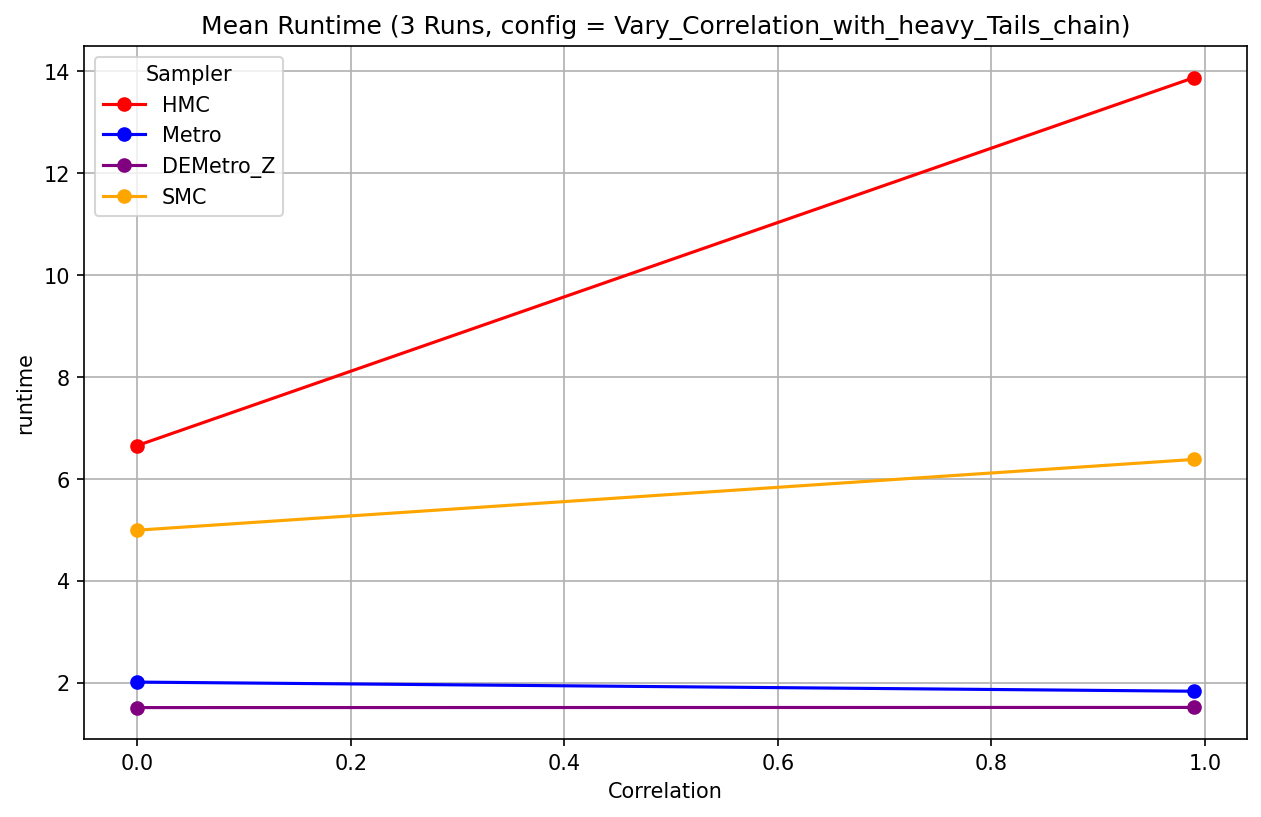 Mean Runtime (3 Runs, config = Vary_Correlation_with_heavy_Tails_chain)
Sampler
HMC
Metro
DEMetro_Z
SMC
runtime
14
12
10
8
6
4
2
0.0 0.2 0.4 0.6 0.8 1.0
Correlation